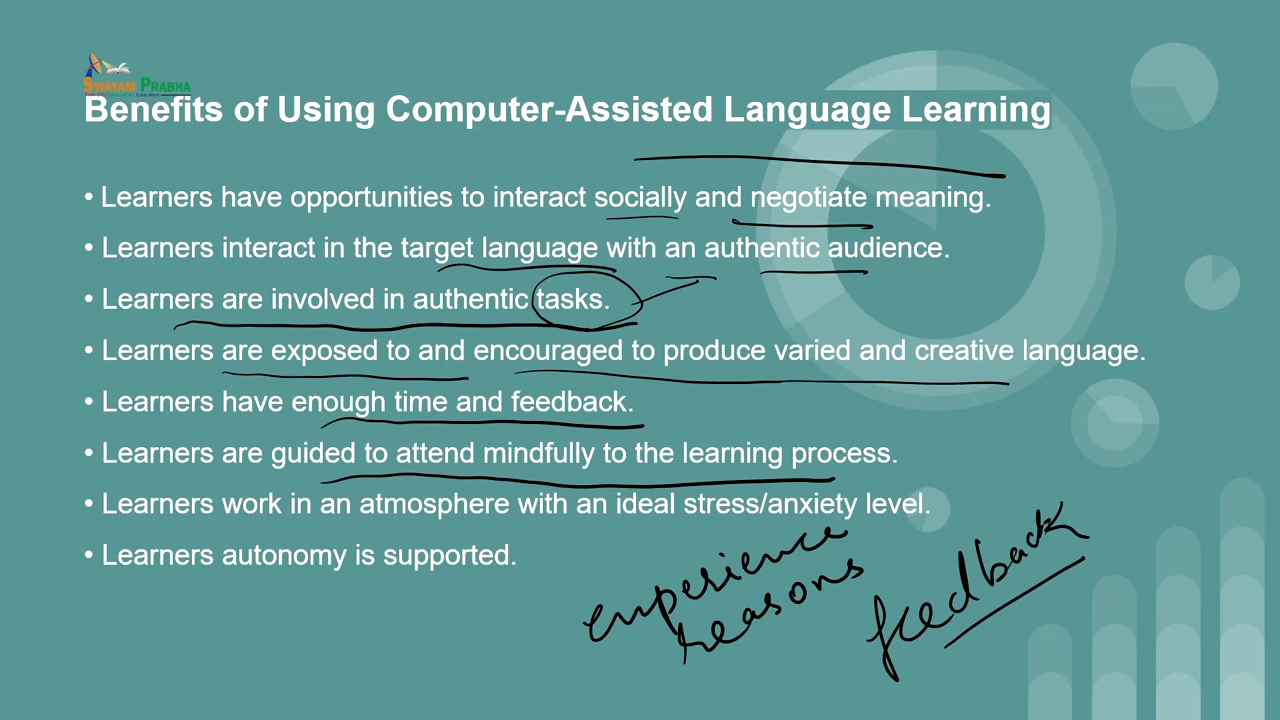 SWAYAM PRABHA
Benefits of Using Computer-Assisted Language Learning
• Learners have opportunities to interact socially and negotiate meaning.
• Learners interact in the target language with an authentic audience.
• Learners are involved in authentic tasks.
• Learners are exposed to and encouraged to produce varied and creative language.
• Learners have enough time and feedback.
• Learners are guided to attend mindfully to the learning process.
• Learners work in an atmosphere with an ideal stress/anxiety level.
• Learners autonomy is supported.
experience
reasons
feedback